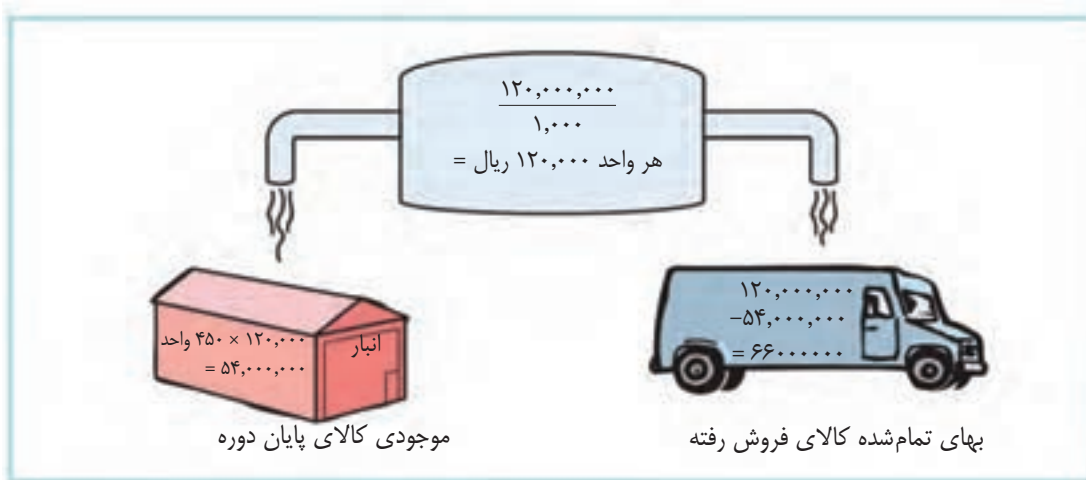 ۱۲۰,۰۰۰,۰۰۰
۱,۰۰۰
هر واحد ۱۲۰,۰۰۰ ریال =
۱۲۰,۰۰۰,۰۰۰
−۵۴,۰۰۰,۰۰۰
= ۶۶۰۰۰۰۰۰
بهای تمام‌شده کالای فروش رفته
انبار
۱۲۰,۰۰۰ × ۴۵۰ واحد
= ۵۴,۰۰۰,۰۰۰
موجودی کالای پایان دوره